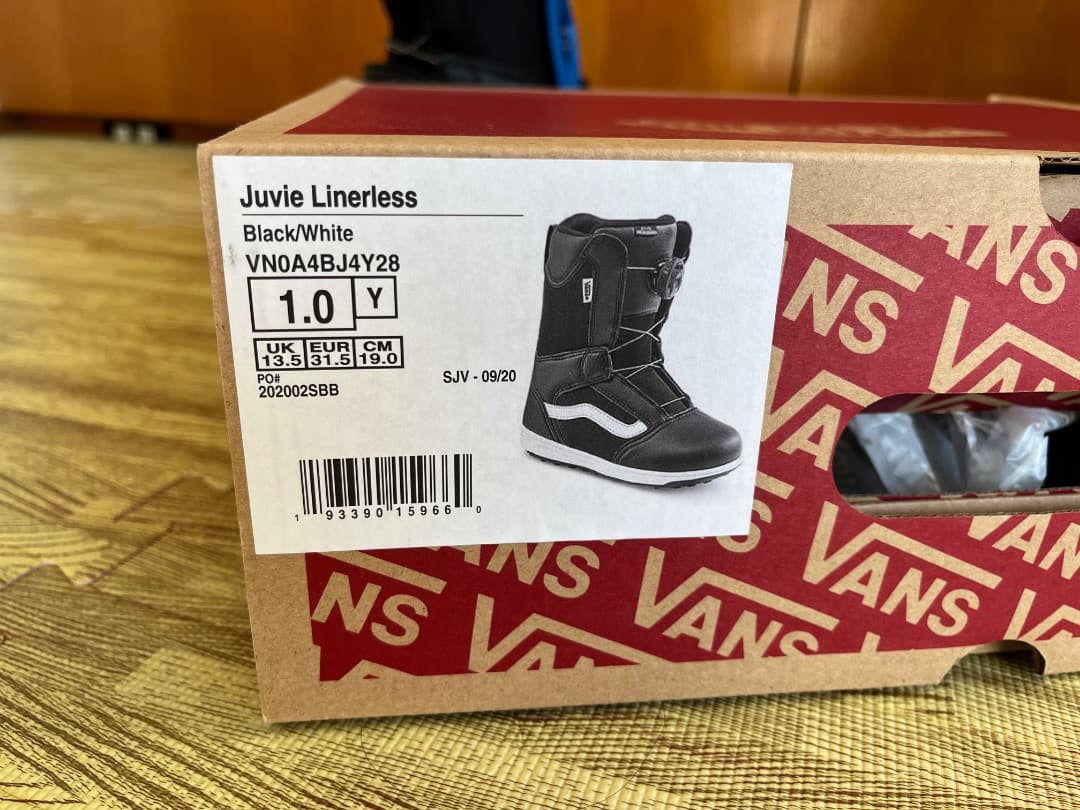 Juvie Linerless
Black/White
VN0A4BJ4Y28
1.0 Y
UK EUR CM
13.5 31.5 19.0
PO#
202002SBB
SJV - 09/20
1 93390 15966 0
VANS
VANS
VANS
VANS